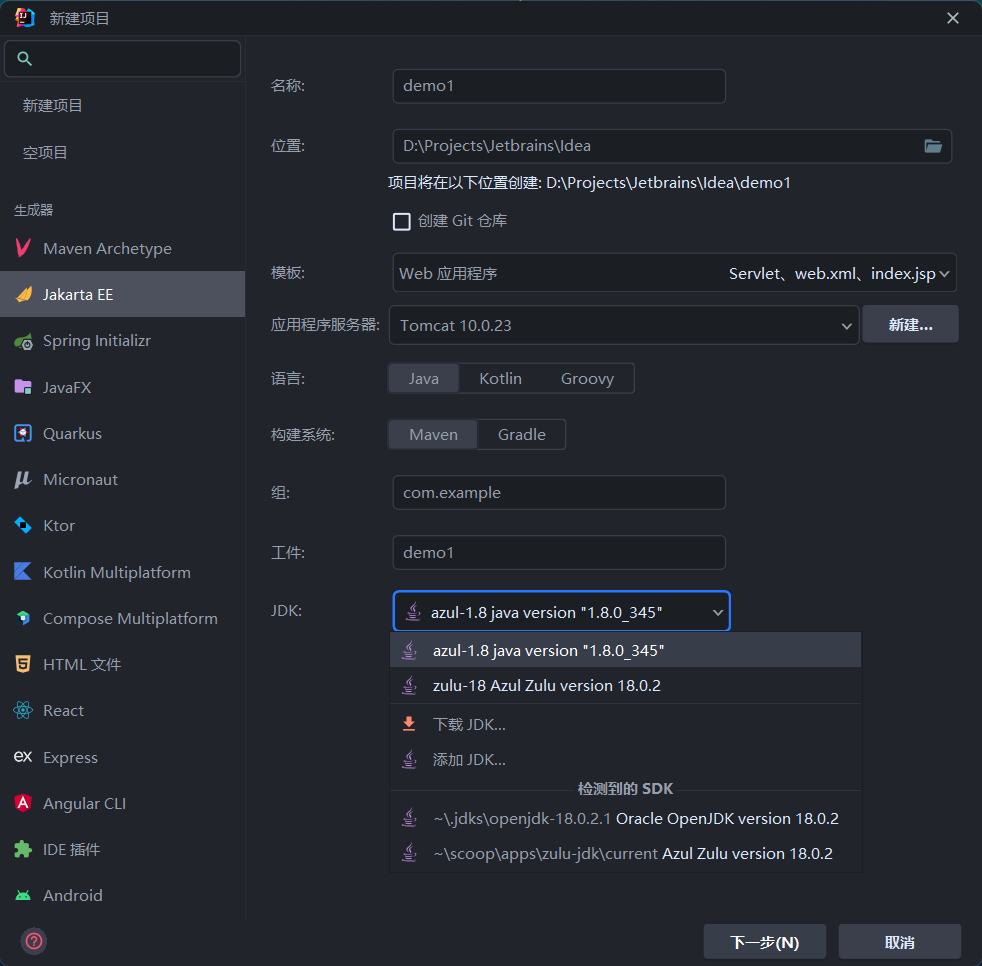 新建项目
新建项目
空项目
生成器
Maven Archetype
Jakarta EE
Spring Initializr
JavaFX
Quarkus
Micronaut
Ktor
Kotlin Multiplatform
Compose Multiplatform
HTML 文件
React
ex Express
Angular CLI
IDE 插件
Android
名称: demo1
位置: D:\Projects\Jetbrains\Idea
项目将在以下位置创建: D:\Projects\Jetbrains\Idea\demo1
创建 Git 仓库
模板: Web 应用程序 Servlet、web.xml、index.jsp
应用程序服务器: Tomcat 10.0.23 新建...
语言: Java Kotlin Groovy
构建系统: Maven Gradle
组: com.example
工件: demo1
JDK: azul-1.8 java version "1.8.0_345"
azul-1.8 java version "1.8.0_345"
zulu-18 Azul Zulu version 18.0.2
下载 JDK...
添加 JDK...
检测到的 SDK
~\.jdks\openjdk-18.0.2.1 Oracle OpenJDK version 18.0.2
~\scoop\apps\zulu-jdk\current Azul Zulu version 18.0.2
下一步(N) 取消